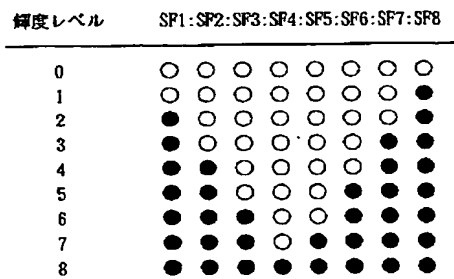 輝度レベル SF1:SF2:SF3:SF4:SF5:SF6:SF7:SF8
0 ○ ○ ○ ○ ○ ○ ○ ○
1 ○ ○ ○ ○ ○ ○ ○ ●
2 ● ○ ○ ○ ○ ○ ○ ●
3 ● ○ ○ ○ ○ ○ ● ●
4 ● ● ○ ○ ○ ○ ● ●
5 ● ● ○ ○ ○ ● ● ●
6 ● ● ● ○ ○ ● ● ●
7 ● ● ● ○ ● ● ● ●
8 ● ● ● ● ● ● ● ●